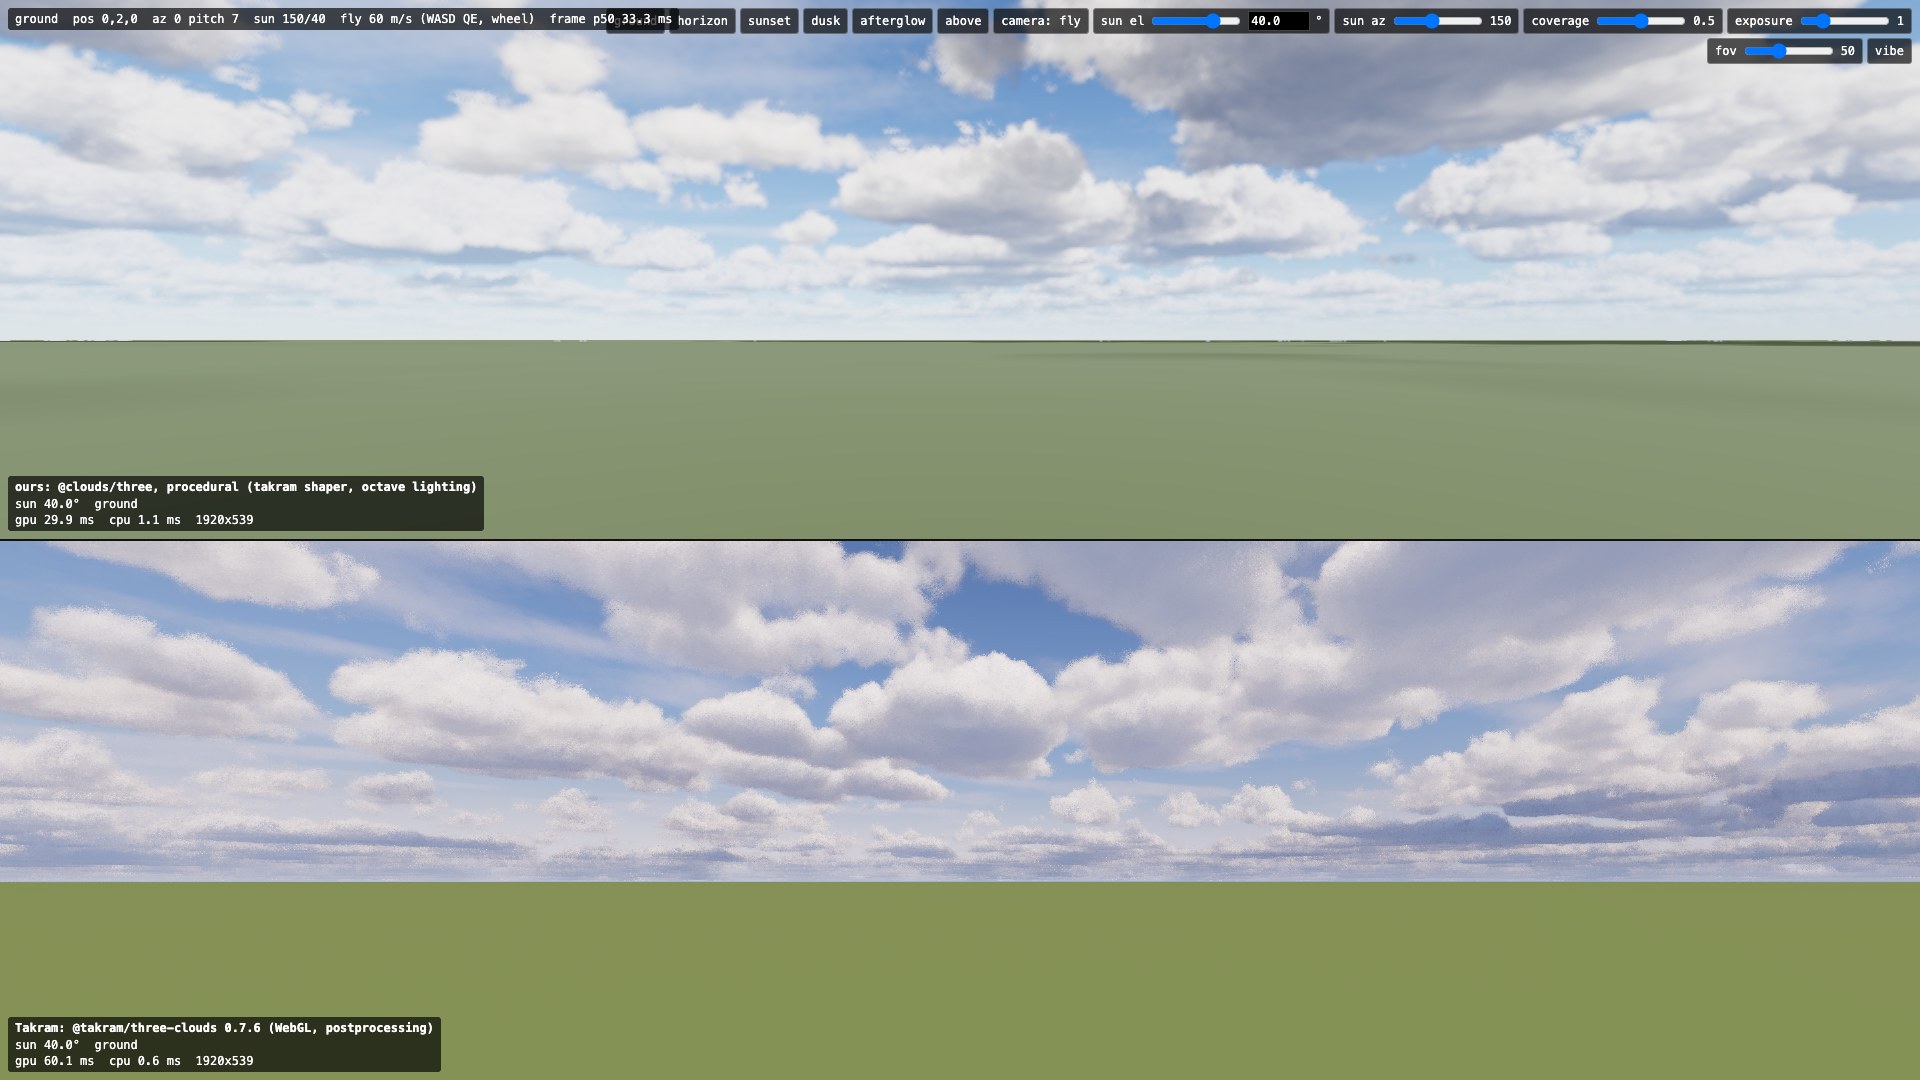 ground pos 0,2,0 az 0 pitch 7 sun 150/40 fly 60 m/s (WASD QE, wheel) frame p50 33.3 ms
horizon sunset dusk afterglow above camera: fly sun el 40.0 ° sun az 150 coverage 0.5 exposure 1
fov 50 vibe
ours: @clouds/three, procedural (takram shaper, octave lighting)
sun 40.0° ground
gpu 29.9 ms cpu 1.1 ms 1920x539
Takram: @takram/three-clouds 0.7.6 (WebGL, postprocessing)
sun 40.0° ground
gpu 60.1 ms cpu 0.6 ms 1920x539